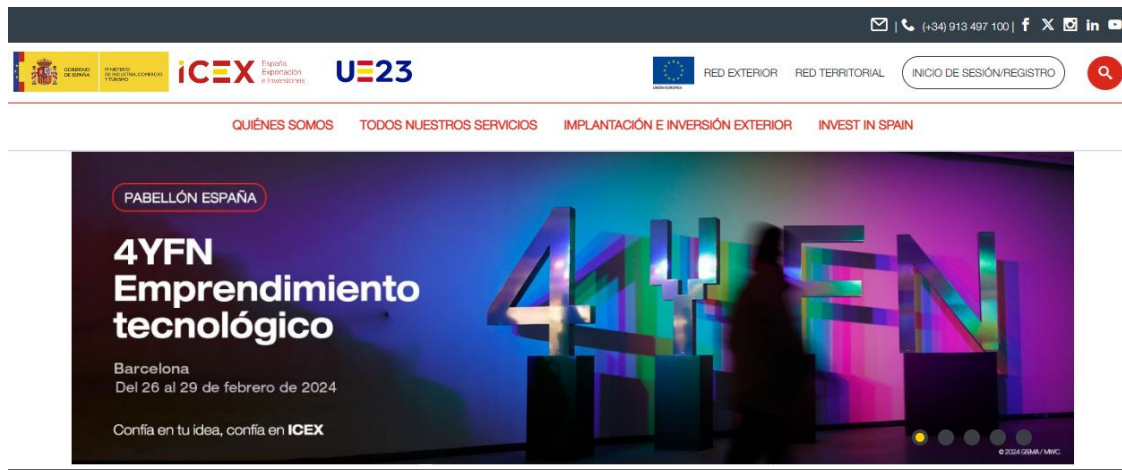 (+34) 913 497 100
GOBIERNO DE ESPAÑA
MINISTERIO DE INDUSTRIA, COMERCIO Y TURISMO
icex España Exportación e Inversiones
UE23
UNIÓN EUROPEA
RED EXTERIOR
RED TERRITORIAL
INICIO DE SESIÓN/REGISTRO
QUIÉNES SOMOS
TODOS NUESTROS SERVICIOS
IMPLANTACIÓN E INVERSIÓN EXTERIOR
INVEST IN SPAIN
PABELLÓN ESPAÑA
4YFN
Emprendimiento
tecnológico
Barcelona
Del 26 al 29 de febrero de 2024
Confía en tu idea, confía en ICEX
4YFN
© 2024 GSMA / MWC